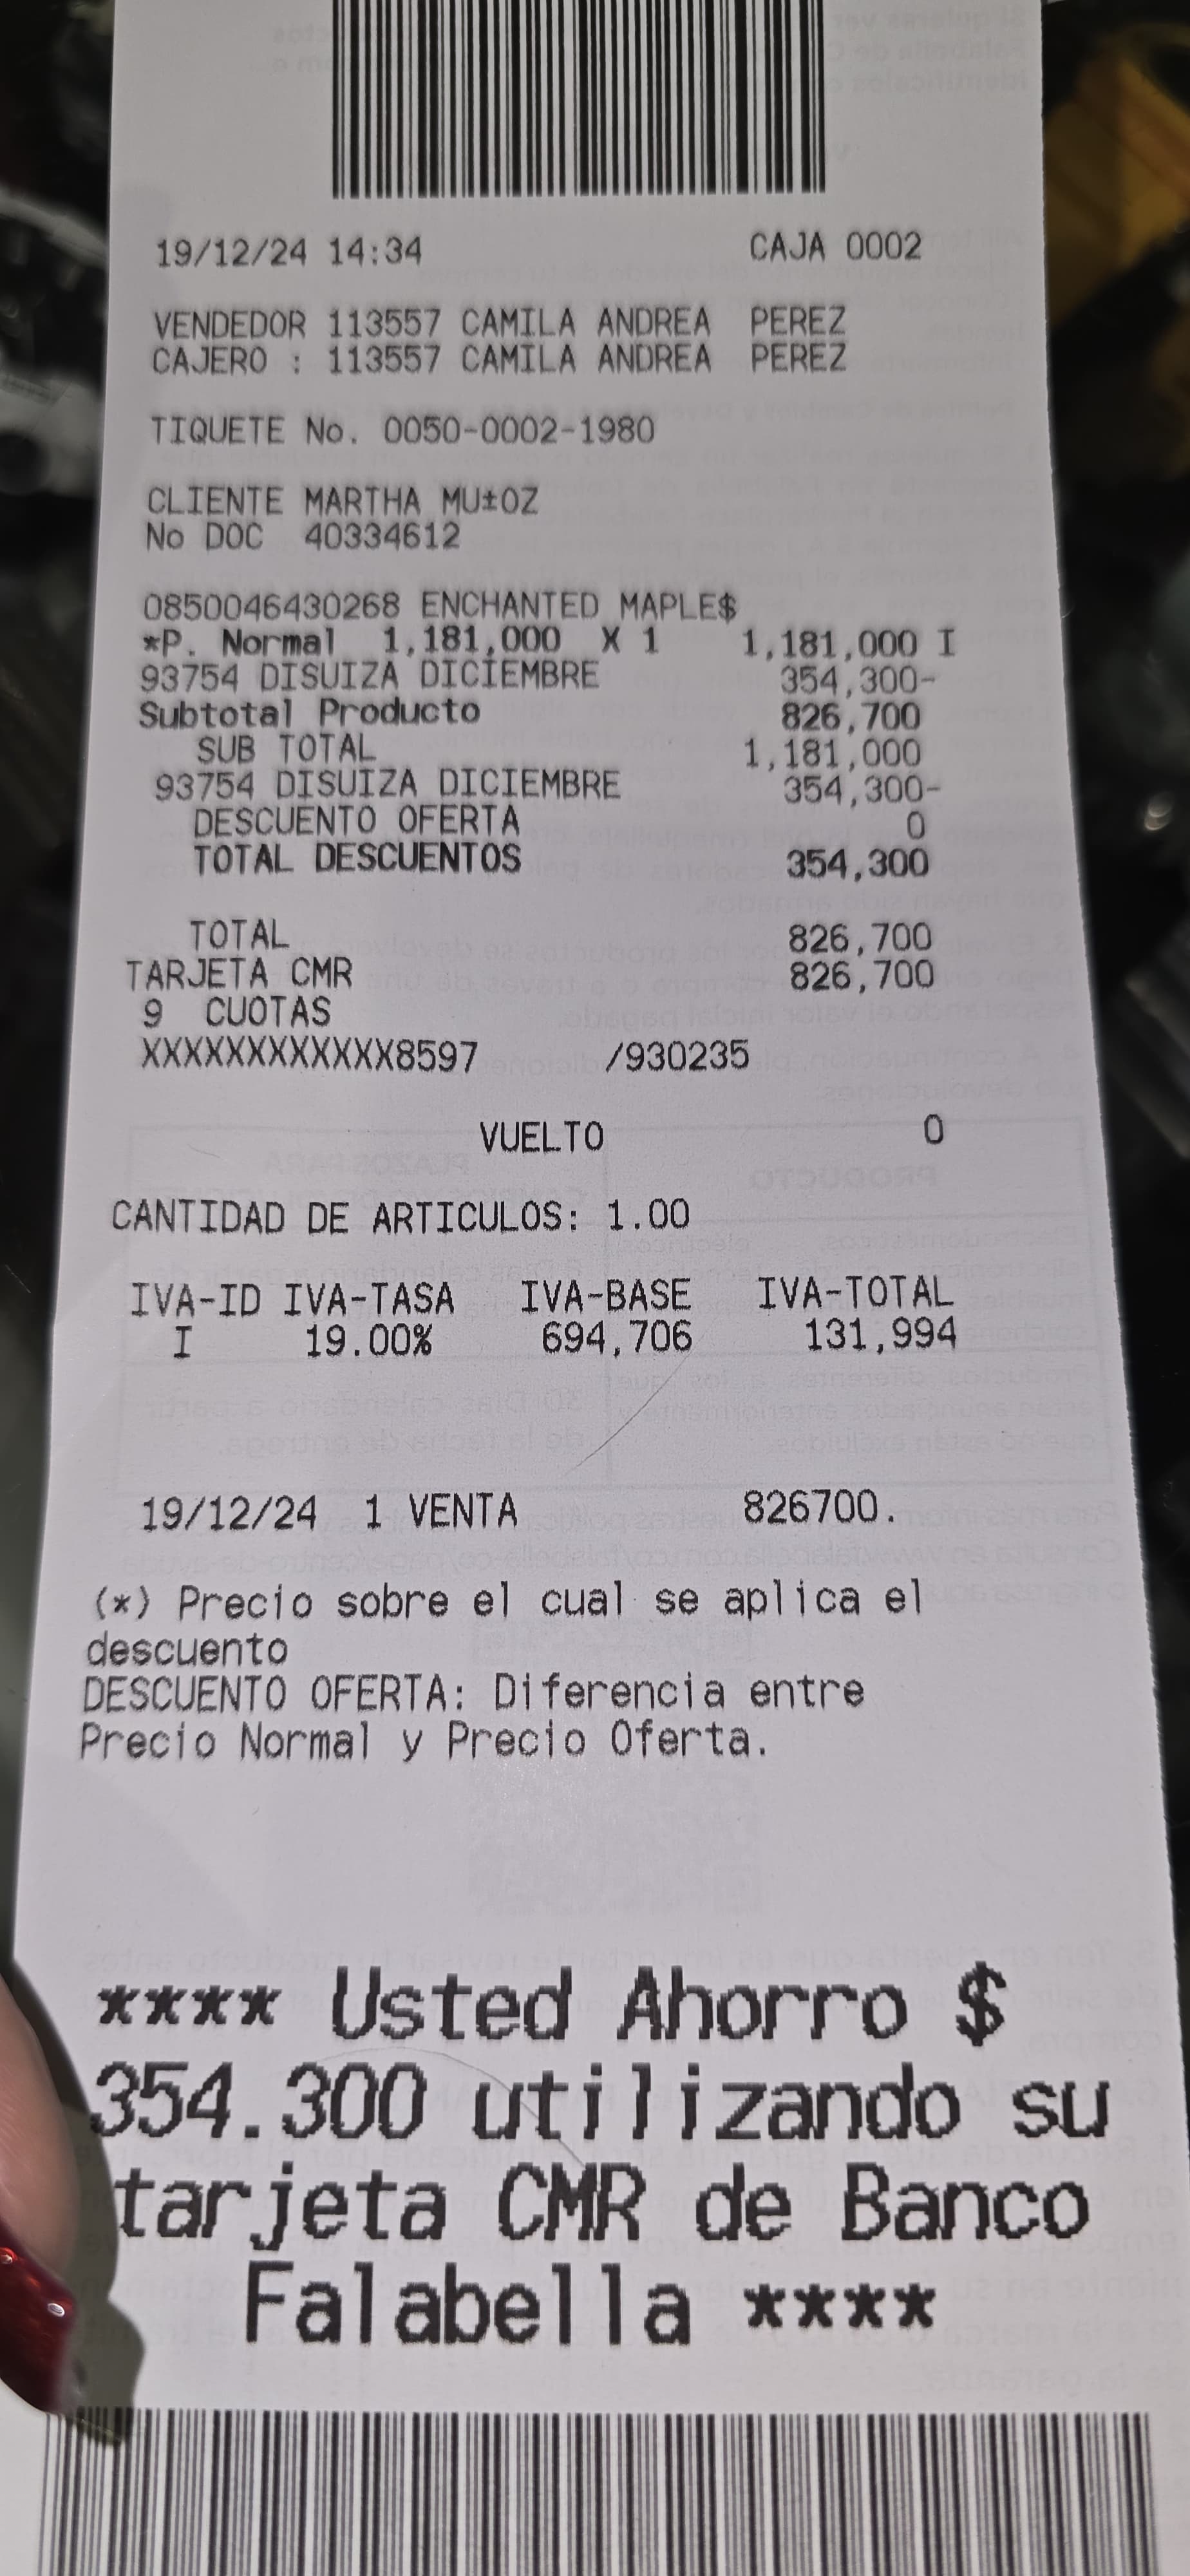 19/12/24 14:34 CAJA 0002
VENDEDOR 113557 CAMILA ANDREA PEREZ
CAJERO : 113557 CAMILA ANDREA PEREZ
TIQUETE No. 0050-0002-1980
CLIENTE MARTHA MU±OZ
No DOC 40334612
0850046430268 ENCHANTED MAPLE$
*P. Normal 1,181,000 X 1 1,181,000 I
93754 DISUIZA DICIEMBRE 354,300-
Subtotal Producto 826,700
SUB TOTAL 1,181,000
93754 DISUIZA DICIEMBRE 354,300-
DESCUENTO OFERTA 0
TOTAL DESCUENTOS 354,300
TOTAL 826,700
TARJETA CMR 826,700
9 CUOTAS
XXXXXXXXXXXX8597 /930235
VUELTO 0
CANTIDAD DE ARTICULOS: 1.00
IVA-ID IVA-TASA IVA-BASE IVA-TOTAL
I 19.00% 694,706 131,994
19/12/24 1 VENTA 826700.
(*) Precio sobre el cual se aplica el
descuento
DESCUENTO OFERTA: Diferencia entre
Precio Normal y Precio Oferta.
**** Usted Ahorro $
354.300 utilizando su
tarjeta CMR de Banco
Falabella ****